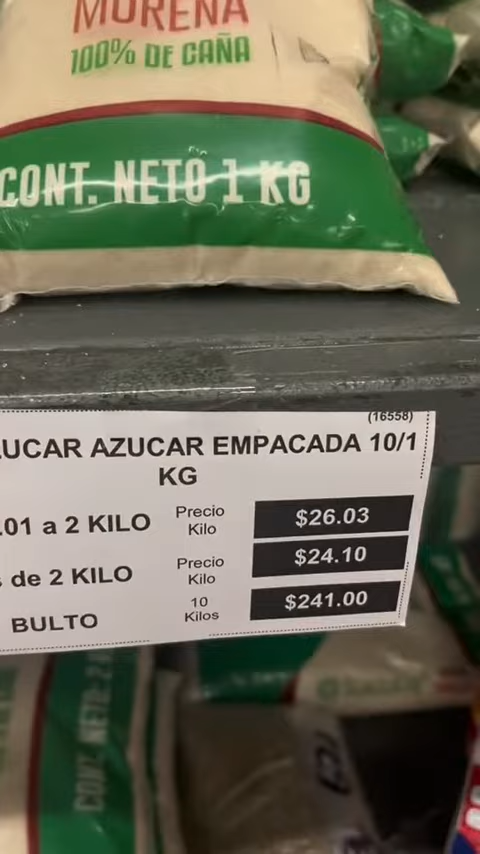 MORENA
100% DE CAÑA
CONT. NETO 1 KG
(16558)
AZUCAR EMPACADA 10/1
KG
.01 a 2 KILO Precio Kilo $26.03
de 2 KILO Precio Kilo $24.10
BULTO 10 Kilos $241.00
CONT. NETO: